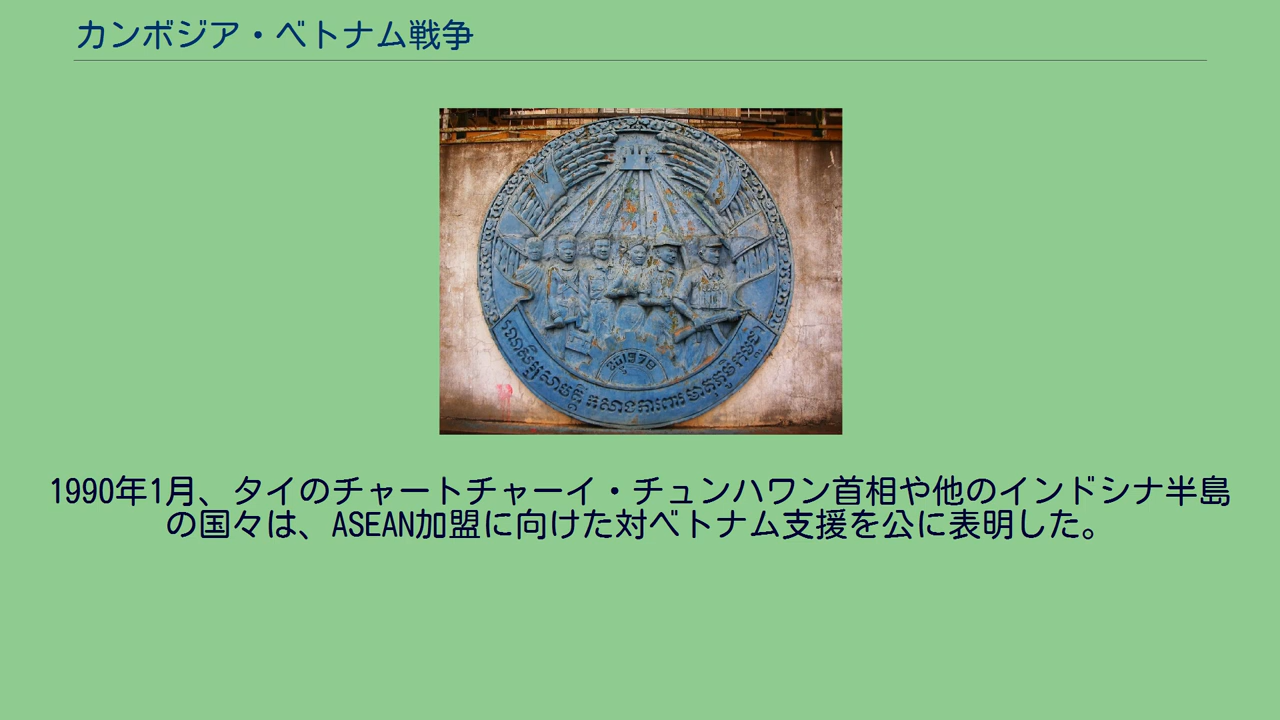 カンボジア・ベトナム戦争
1990年1月、タイのチャートチャーイ・チュンハワン首相や他のインドシナ半島
の国々は、ASEAN加盟に向けた対ベトナム支援を公に表明した。